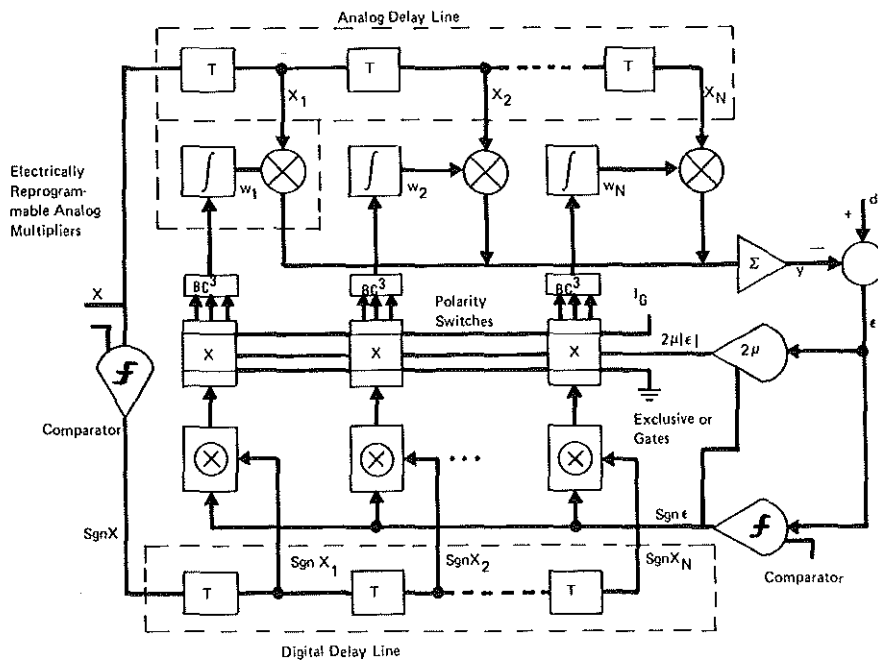 Analog Delay Line
T T T
X1 X2 XN
Electrically
Reprogram-
mable Analog
Multipliers
∫ w1 ∫ w2 ∫ wN
d
+
−
Σ y
BC3 BC3 BC3
X
Polarity
Switches
IG
ϵ
X X X 2μ|ϵ| 2μ
Comparator
Exclusive or
Gates
...
SgnX
Sgn ϵ
Sgn X1 SgnX2 SgnXN
Comparator
T T T
Digital Delay Line